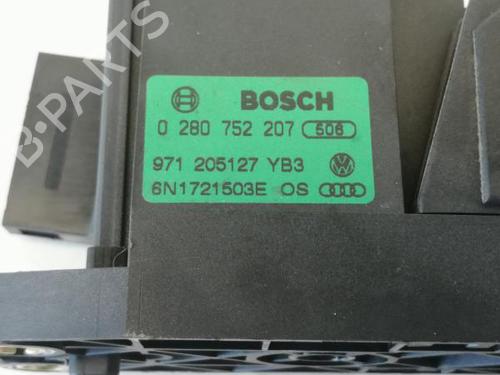 BOSCH
0 280 752 207 506
971 205127 YB3
6N1721503E OS
B-PARTS